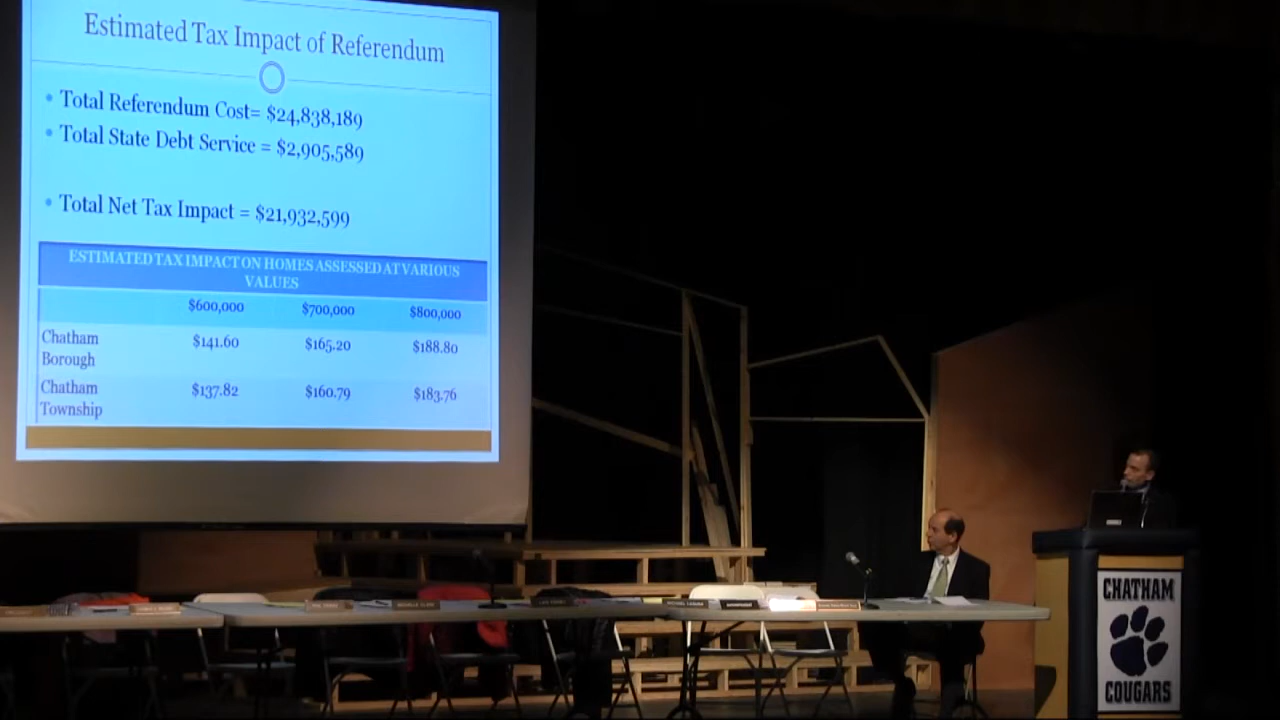 Estimated Tax Impact of Referendum
• Total Referendum Cost= $24,838,189
• Total State Debt Service = $2,905,589
• Total Net Tax Impact = $21,932,599
ESTIMATED TAX IMPACT ON HOMES ASSESSED AT VARIOUS
VALUES
$600,000 $700,000 $800,000
Chatham
Borough
$141.60 $165.20 $188.80
Chatham
Township
$137.82 $160.79 $183.76
CHATHAM
COUGARS